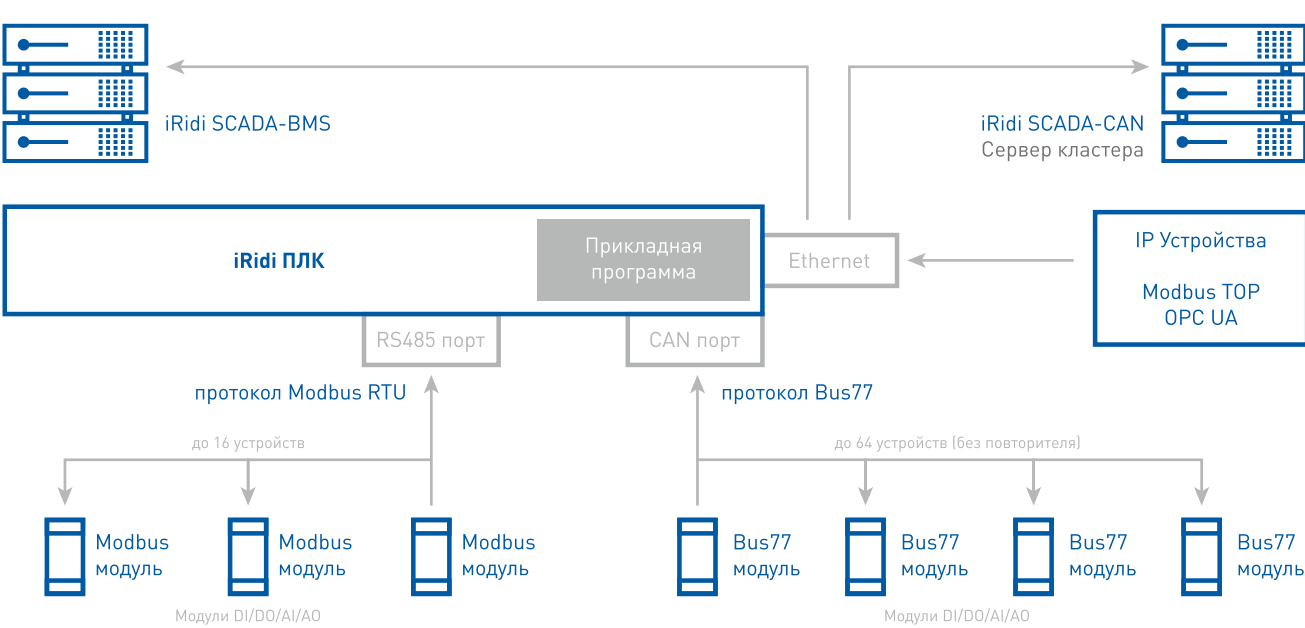 iRidi SCADA-BMS
iRidi SCADA-CAN
Сервер кластера
iRidi ПЛК
Прикладная
программа
Ethernet
IP Устройства
Modbus TOP
OPC UA
RS485 порт
CAN порт
протокол Modbus RTU
протокол Bus77
до 16 устройств
до 64 устройств (без повторителя)
Modbus
модуль
Modbus
модуль
Modbus
модуль
Bus77
модуль
Bus77
модуль
Bus77
модуль
Bus77
модуль
Модули DI/DO/AI/AO
Модули DI/DO/AI/AO